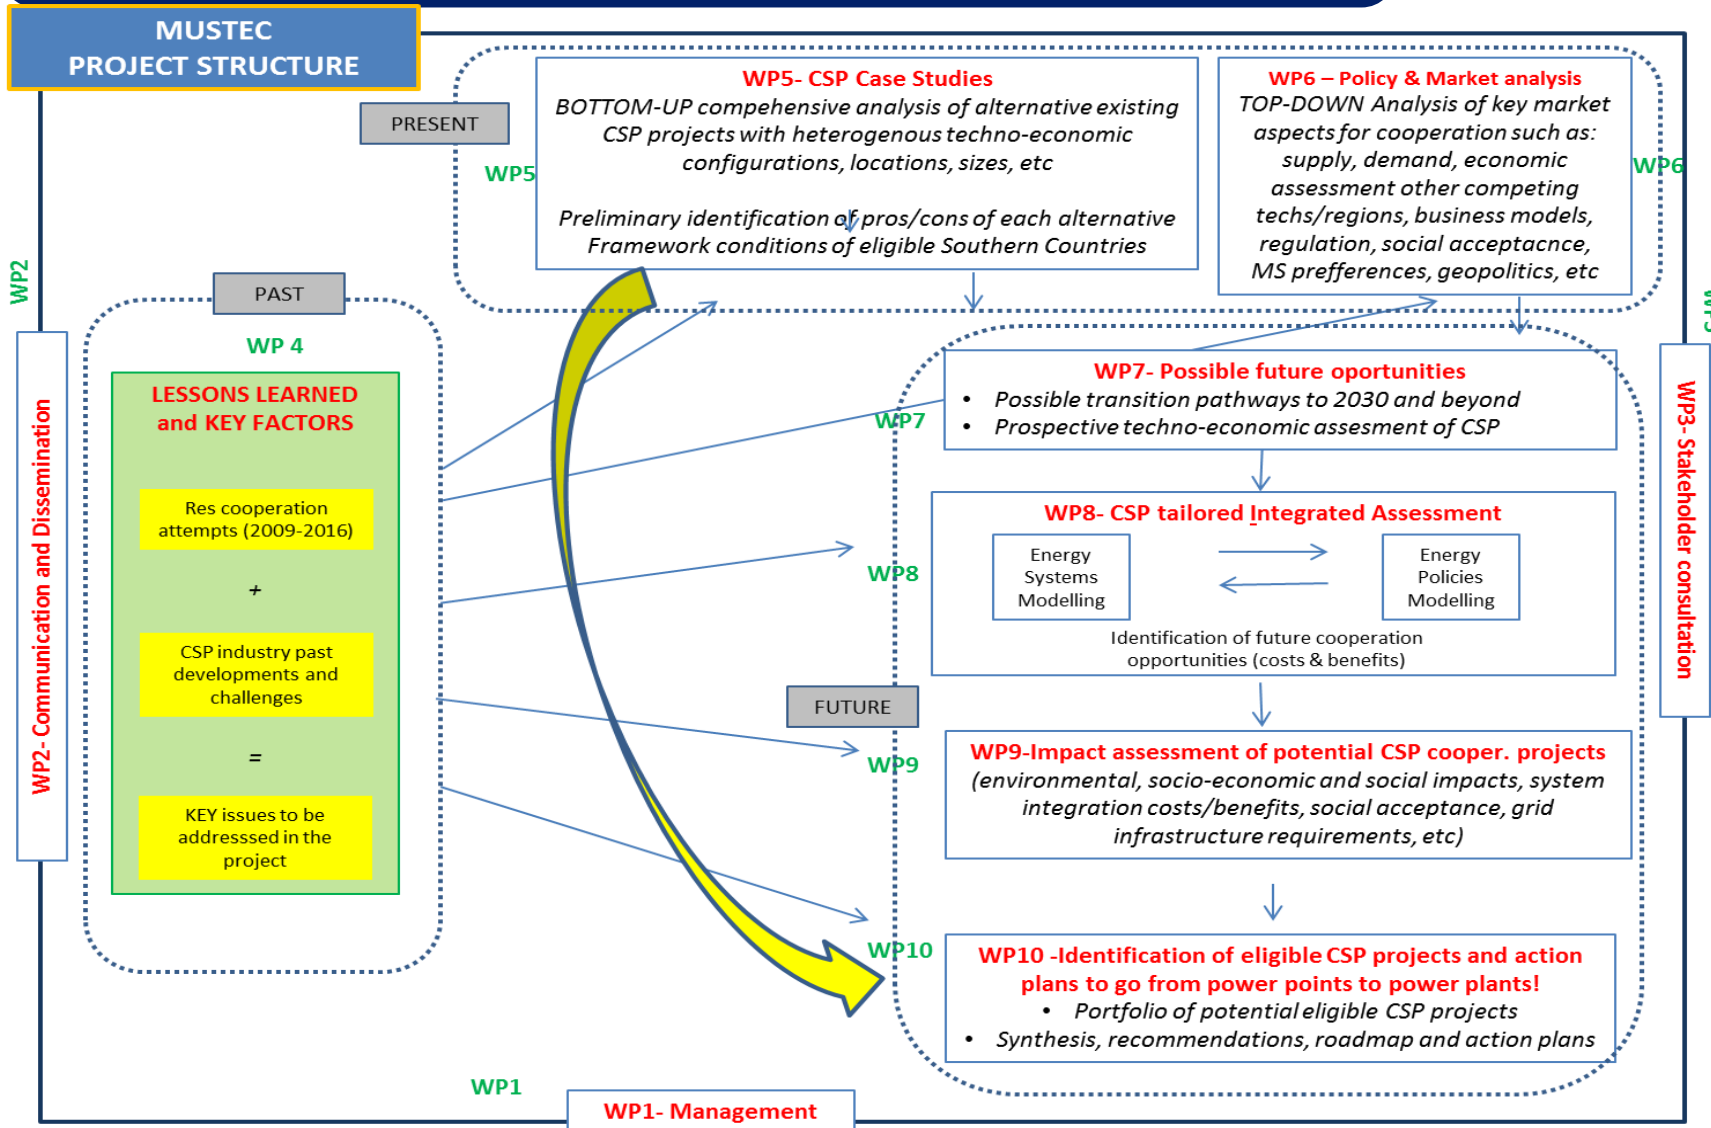 MUSTEC
PROJECT STRUCTURE
PRESENT
WP5
WP5- CSP Case Studies
BOTTOM-UP compehensive analysis of alternative existing
CSP projects with heterogenous techno-economic
configurations, locations, sizes, etc
Preliminary identification of pros/cons of each alternative
Framework conditions of eligible Southern Countries
WP6 – Policy & Market analysis
TOP-DOWN Analysis of key market
aspects for cooperation such as:
supply, demand, economic
assessment other competing
techs/regions, business models,
regulation, social acceptacnce,
MS prefferences, geopolitics, etc
WP6
WP2
WP2- Communication and Dissemination
PAST
WP 4
LESSONS LEARNED
and KEY FACTORS
Res cooperation
attempts (2009-2016)
+
CSP industry past
developments and
challenges
=
KEY issues to be
addresssed in the
project
WP7
WP7- Possible future oportunities
• Possible transition pathways to 2030 and beyond
• Prospective techno-economic assesment of CSP
WP8
WP8- CSP tailored Integrated Assessment
Energy
Systems
Modelling
Energy
Policies
Modelling
Identification of future cooperation
opportunities (costs & benefits)
FUTURE
WP9
WP9-Impact assessment of potential CSP cooper. projects
(environmental, socio-economic and social impacts, system
integration costs/benefits, social acceptance, grid
infrastructure requirements, etc)
WP10
WP10 -Identification of eligible CSP projects and action
plans to go from power points to power plants!
• Portfolio of potential eligible CSP projects
• Synthesis, recommendations, roadmap and action plans
WP3- Stakeholder consultation
WP1
WP1- Management